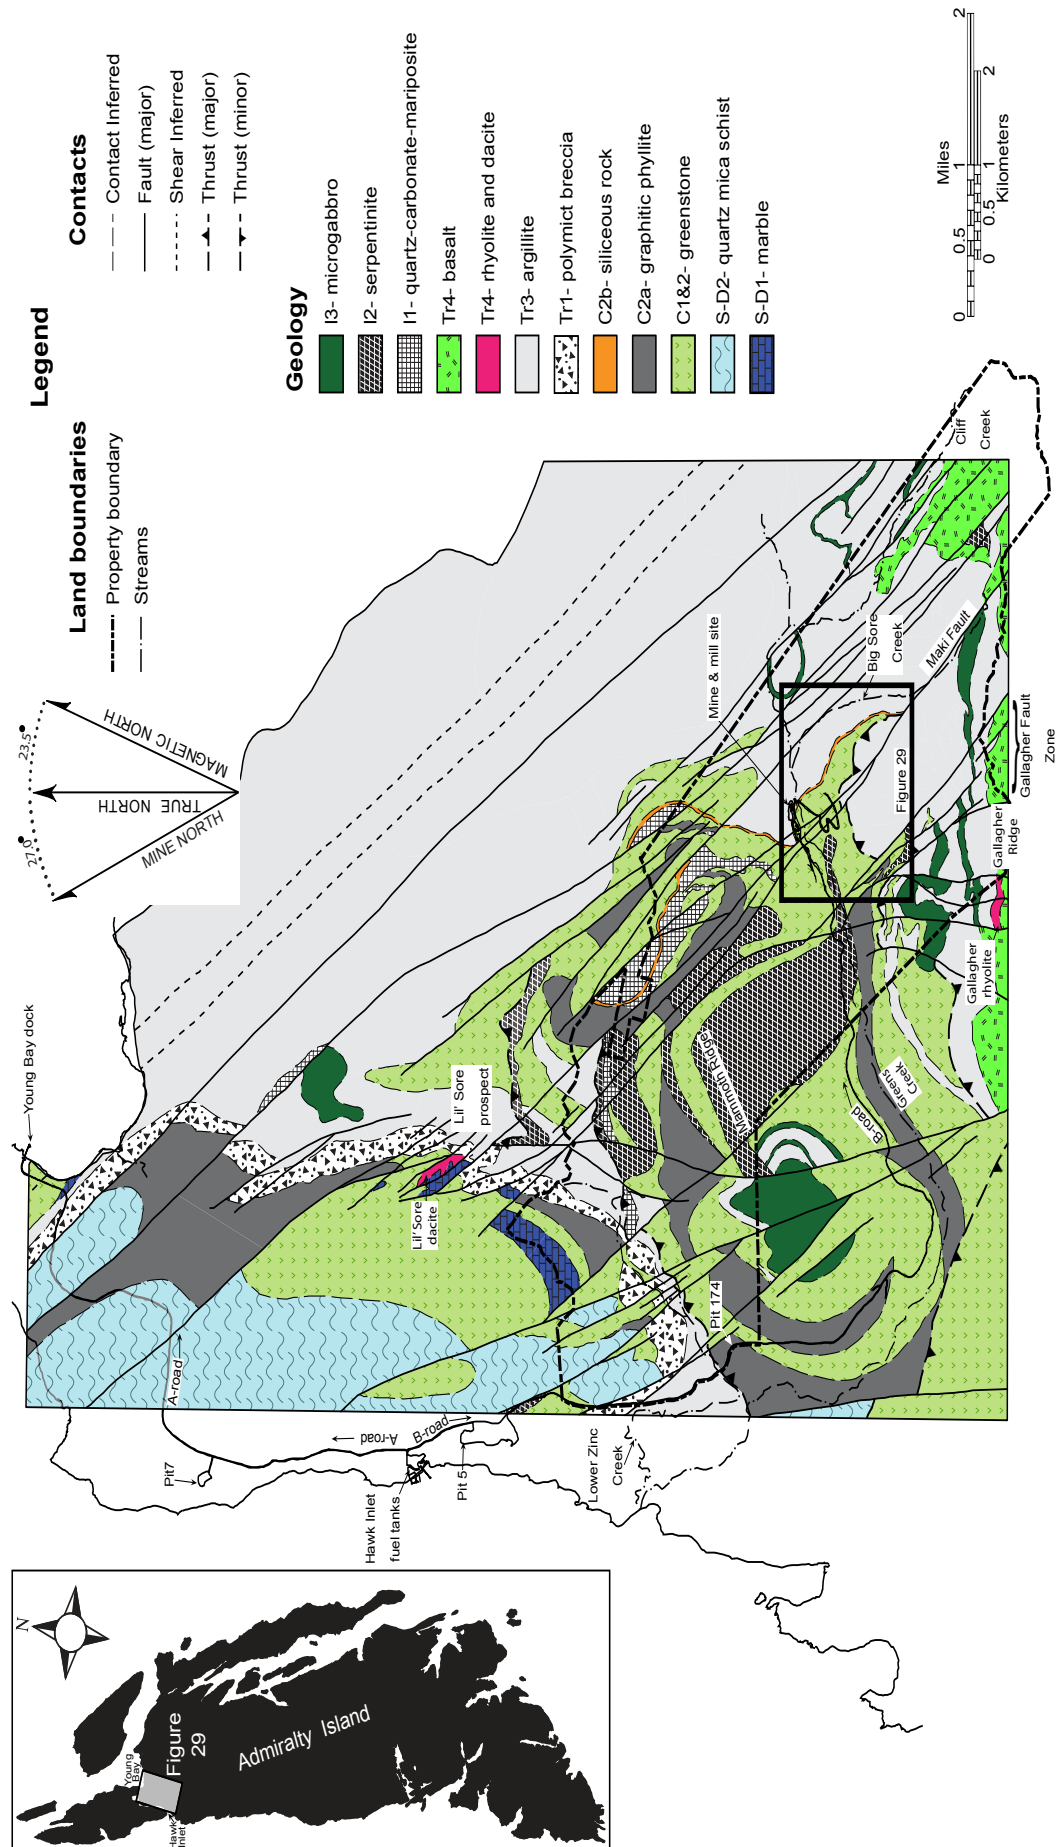 Legend
Land boundaries
Property boundary
Streams
Contacts
Contact Inferred
Fault (major)
Shear Inferred
Thrust (major)
Thrust (minor)
Geology
I3- microgabbro
I2- serpentinite
I1- quartz-carbonate-mariposite
Tr4- basalt
Tr4- rhyolite and dacite
Tr3- argillite
Tr1- polymict breccia
C2b- siliceous rock
C2a- graphitic phyllite
C1&2- greenstone
S-D2- quartz mica schist
S-D1- marble
Miles
0 0.5 1 2
0 0.5 1 2
Kilometers
27.0
23.5
MINE NORTH
TRUE NORTH
MAGNETIC NORTH
Young Bay dock
A-road
Pit7
A-road
B-road
Hawk Inlet
fuel tanks
Pit 5
Lower Zinc
Creek
Lil' Sore
prospect
Lil' Sore
dacite
Pit 174
Mammoth Ridge
B-road
Greens
Creek
Mine & mill site
Big Sore
Creek
Maki Fault
Figure 29
Cliff
Creek
Gallagher Fault
Zone
Gallagher
Ridge
Gallagher
rhyolite
N
Young
Bay
Hawk
Inlet
Figure
29
Admiralty Island